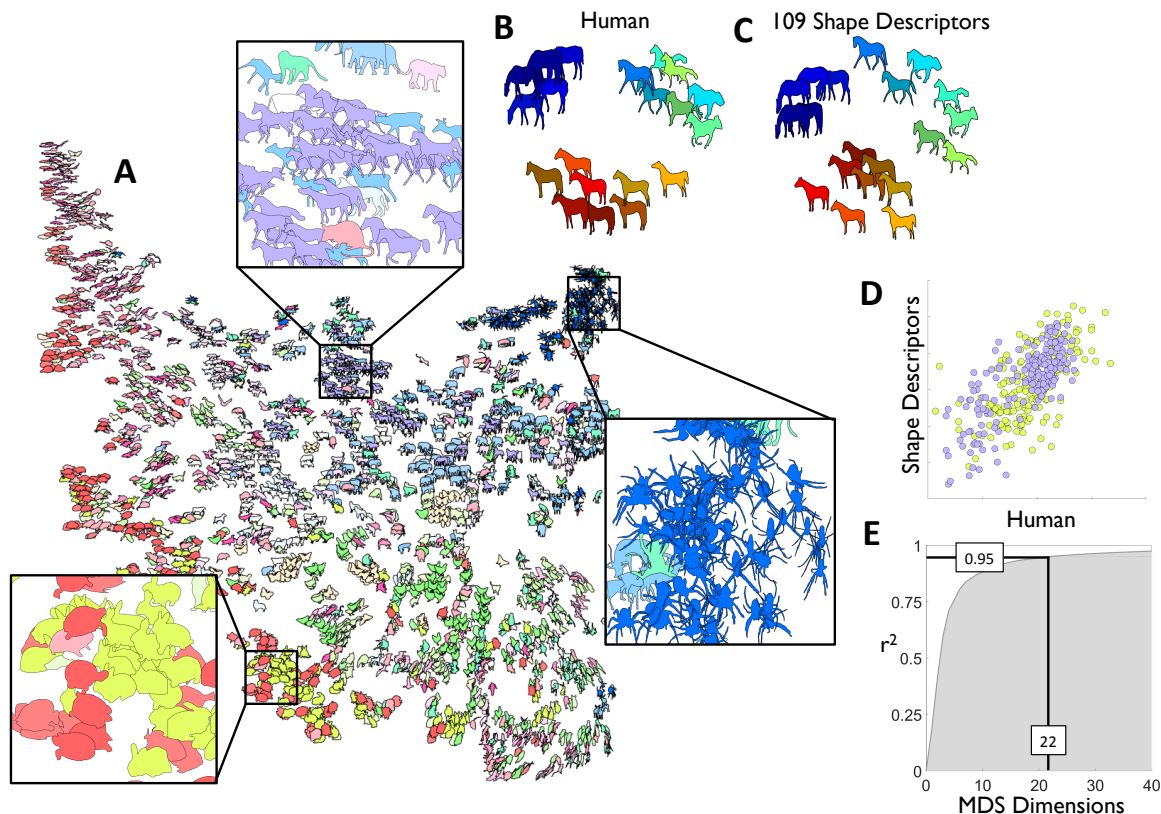 B
Human
C
109 Shape Descriptors
A
D
Shape Descriptors
Human
E
1
0.95
0.75
r²
0.5
0.25
22
0
0
10
20
30
40
MDS Dimensions